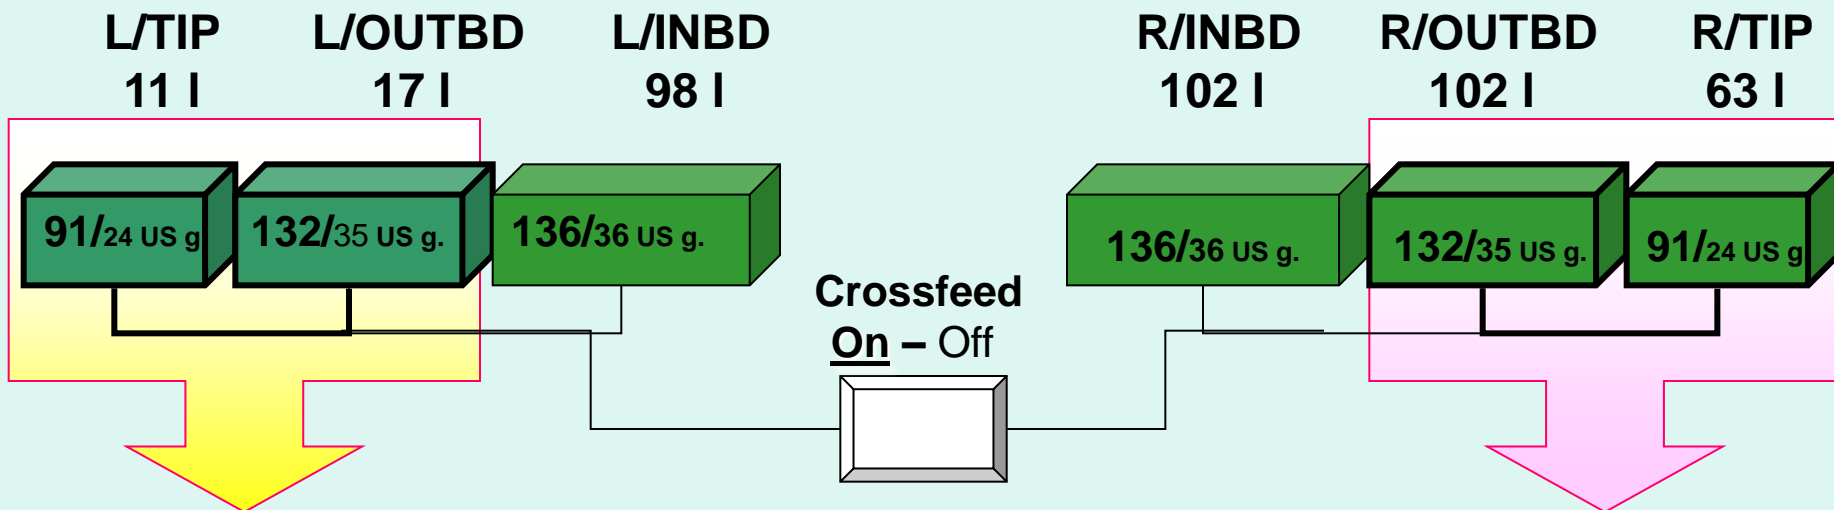 L/TIP L/OUTBD L/INBD R/INBD R/OUTBD R/TIP
11 l 17 l 98 l 102 l 102 l 63 l
91/24 US g 132/35 US g. 136/36 US g. 136/36 US g. 132/35 US g. 91/24 US g
Crossfeed
On – Off